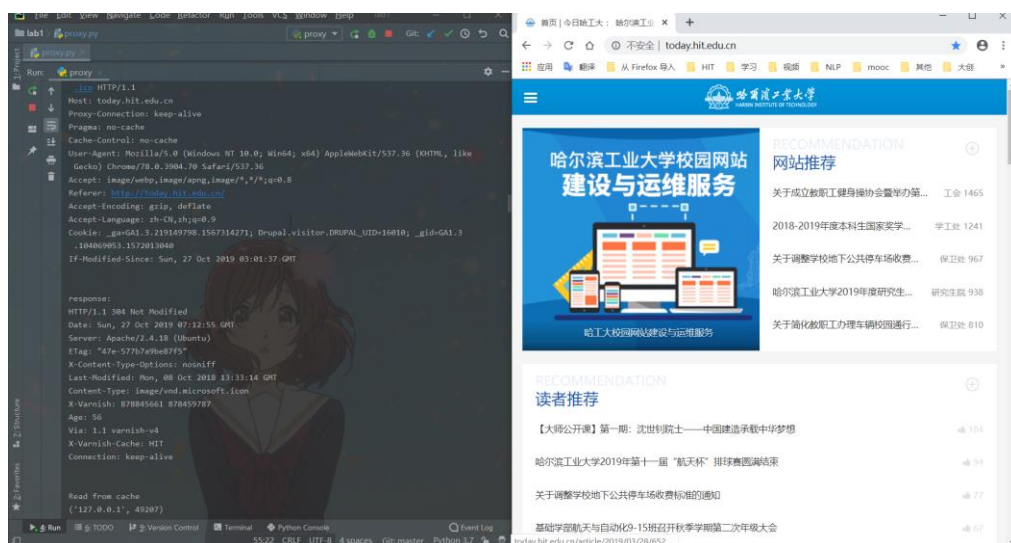 File Edit View Navigate Code Refactor Run Tools VCS Window Help lab1
lab1 proxy.py
proxy Git:
proxy.py
1: Project
Run: proxy
.ico HTTP/1.1
Host: today.hit.edu.cn
Proxy-Connection: keep-alive
Pragma: no-cache
Cache-Control: no-cache
User-Agent: Mozilla/5.0 (Windows NT 10.0; Win64; x64) AppleWebKit/537.36 (KHTML, like
Gecko) Chrome/78.0.3904.70 Safari/537.36
Accept: image/webp,image/apng,image/*,*/*;q=0.8
Referer: http://today.hit.edu.cn/
Accept-Encoding: gzip, deflate
Accept-Language: zh-CN,zh;q=0.9
Cookie: _ga=GA1.3.219149798.1567314271; Drupal.visitor.DRUPAL_UID=16010; _gid=GA1.3
.104069053.1572013040
If-Modified-Since: Sun, 27 Oct 2019 03:01:37 GMT
response:
HTTP/1.1 304 Not Modified
Date: Sun, 27 Oct 2019 07:12:55 GMT
Server: Apache/2.4.18 (Ubuntu)
ETag: "47e-577b7a9be87f5"
X-Content-Type-Options: nosniff
Last-Modified: Mon, 08 Oct 2018 13:33:14 GMT
Content-Type: image/vnd.microsoft.icon
X-Varnish: 878845661 878459787
Age: 56
Via: 1.1 varnish-v4
X-Varnish-Cache: HIT
Connection: keep-alive
Read from cache
('127.0.0.1', 49207)
Z: Structure
2: Favorites
4: Run 6: TODO 9: Version Control Terminal Python Console Event Log
55:22 CRLF UTF-8 4 spaces Git: master Python 3.7
首页 | 今日哈工大： 哈尔滨工业
不安全 | today.hit.edu.cn
应用 翻译 从 Firefox 导入 HIT 学习 视频 NLP mooc 其他 大创
哈尔滨工业大学
HARBIN INSTITUTE OF TECHNOLOGY
哈尔滨工业大学校园网站
建设与运维服务
哈工大校园网站建设与运维服务
RECOMMENDATION
网站推荐
关于成立教职工健身操协会暨举办第... 工会 1465
2018-2019年度本科生国家奖学... 学工处 1241
关于调整学校地下公共停车场收费... 保卫处 967
哈尔滨工业大学2019年度研究生... 研究生院 938
关于简化教职工办理车辆校园通行... 保卫处 810
RECOMMENDATION
读者推荐
【大师公开课】第一期：沈世钊院士——中国建造承载中华梦想 104
哈尔滨工业大学2019年第十一届“航天杯”排球赛圆满结束 94
关于调整学校地下公共停车场收费标准的通知 77
基础学部航天与自动化9-15班召开秋季学期第二次年级大会 67
today.hit.edu.cn/article/2019/03/28/652